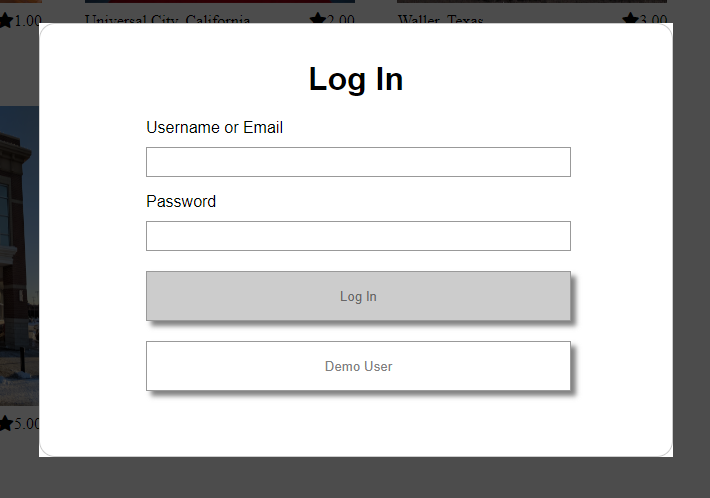 1.00 Universal City, California 2.00 Waller, Texas 3.00
Log In
Username or Email
Password
Log In
Demo User
5.00